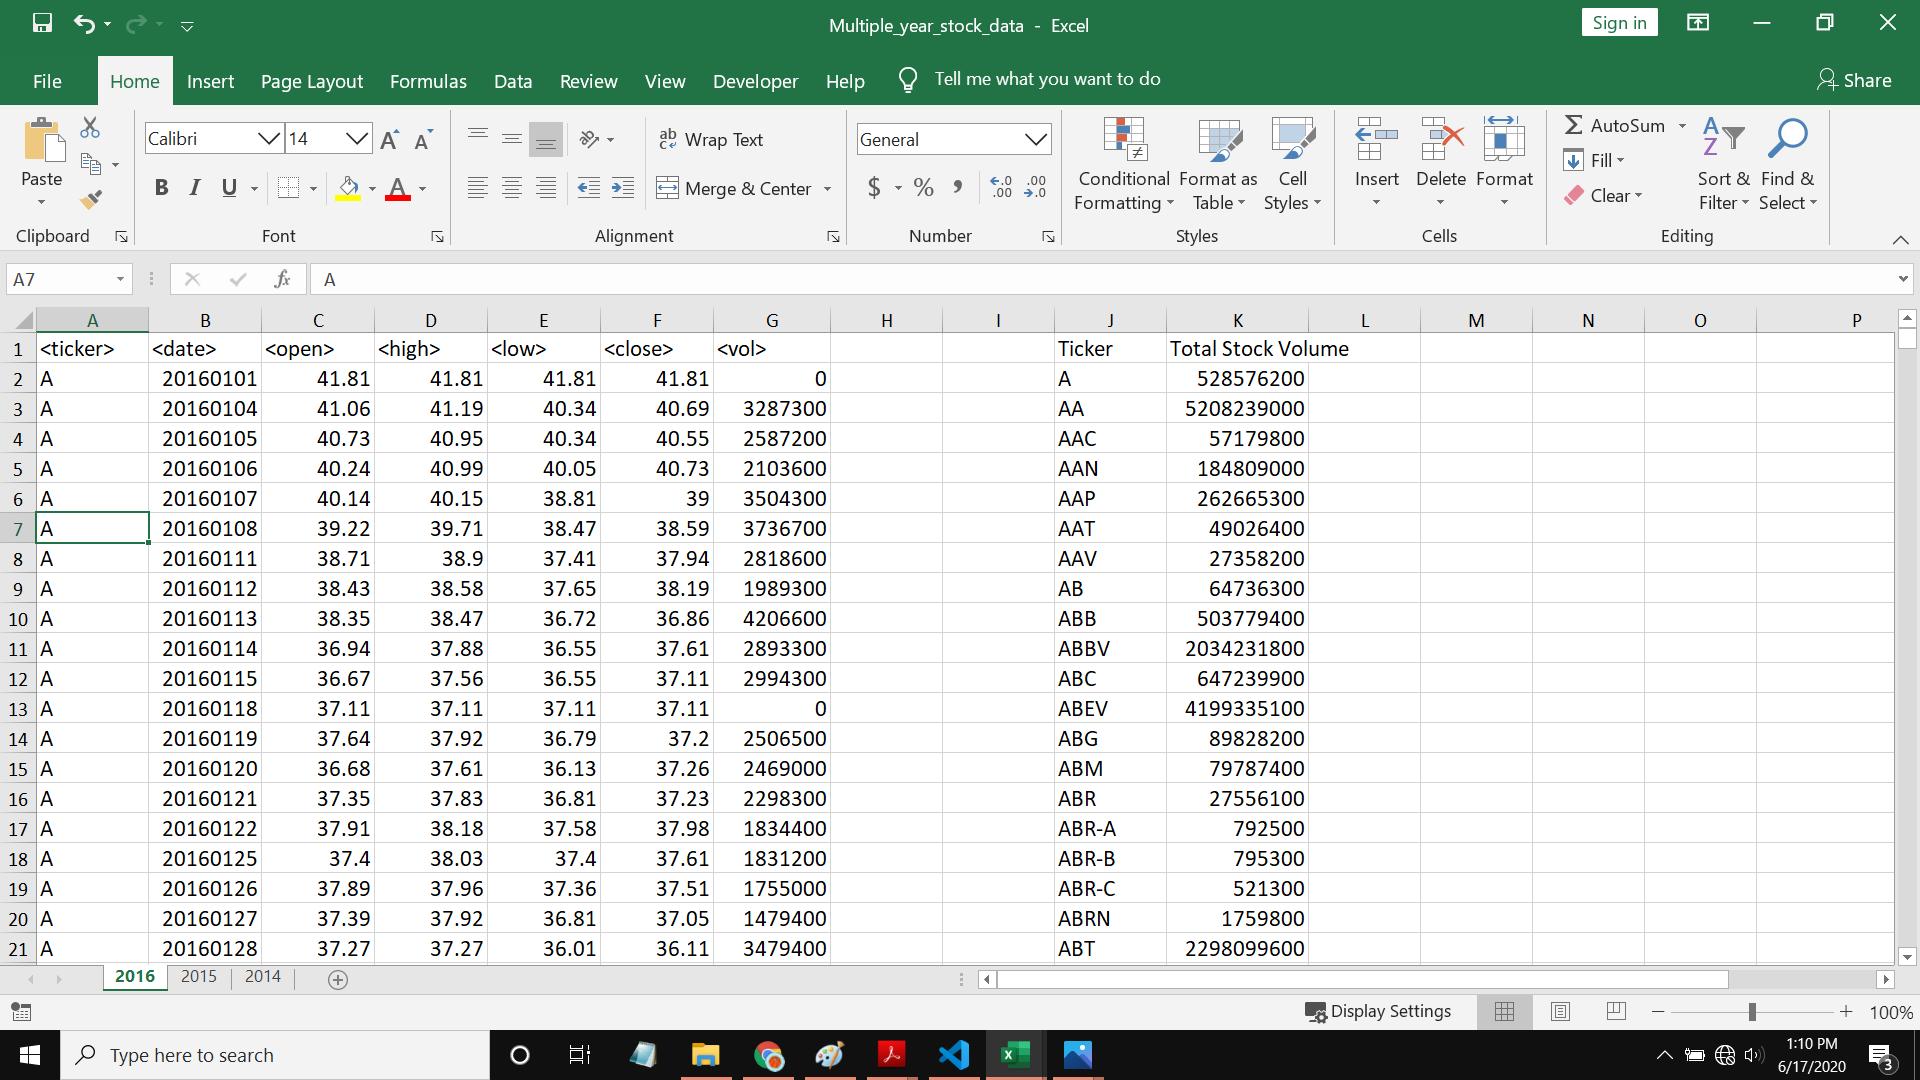 Multiple_year_stock_data - Excel
Sign in
File Home Insert Page Layout Formulas Data Review View Developer Help Tell me what you want to do Share
Paste
Clipboard
Calibri 14
B I U A
Font
Wrap Text
Merge & Center
Alignment
General
$ % , .00
Number
Conditional Formatting
Format as Table
Cell Styles
Styles
Insert Delete Format
Cells
AutoSum
Fill
Clear
Sort & Filter
Find & Select
Editing
A7 fx A
A B C D E F G H I J K L M N O P
1 <ticker> <date> <open> <high> <low> <close> <vol> Ticker Total Stock Volume
2 A 20160101 41.81 41.81 41.81 41.81 0 A 528576200
3 A 20160104 41.06 41.19 40.34 40.69 3287300 AA 5208239000
4 A 20160105 40.73 40.95 40.34 40.55 2587200 AAC 57179800
5 A 20160106 40.24 40.99 40.05 40.73 2103600 AAN 184809000
6 A 20160107 40.14 40.15 38.81 39 3504300 AAP 262665300
7 A 20160108 39.22 39.71 38.47 38.59 3736700 AAT 49026400
8 A 20160111 38.71 38.9 37.41 37.94 2818600 AAV 27358200
9 A 20160112 38.43 38.58 37.65 38.19 1989300 AB 64736300
10 A 20160113 38.35 38.47 36.72 36.86 4206600 ABB 503779400
11 A 20160114 36.94 37.88 36.55 37.61 2893300 ABBV 2034231800
12 A 20160115 36.67 37.56 36.55 37.11 2994300 ABC 647239900
13 A 20160118 37.11 37.11 37.11 37.11 0 ABEV 4199335100
14 A 20160119 37.64 37.92 36.79 37.2 2506500 ABG 89828200
15 A 20160120 36.68 37.61 36.13 37.26 2469000 ABM 79787400
16 A 20160121 37.35 37.83 36.81 37.23 2298300 ABR 27556100
17 A 20160122 37.91 38.18 37.58 37.98 1834400 ABR-A 792500
18 A 20160125 37.4 38.03 37.4 37.61 1831200 ABR-B 795300
19 A 20160126 37.89 37.96 37.36 37.51 1755000 ABR-C 521300
20 A 20160127 37.39 37.92 36.81 37.05 1479400 ABRN 1759800
21 A 20160128 37.27 37.27 36.01 36.11 3479400 ABT 2298099600
2016 2015 2014
Display Settings 100%
Type here to search
1:10 PM
6/17/2020
3